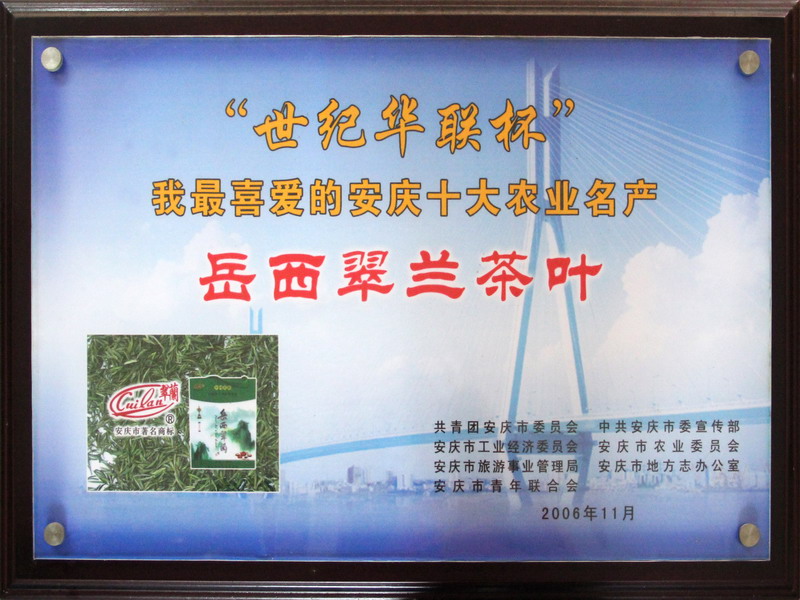 “世纪华联杯”
我最喜爱的安庆十大农业名产
岳西翠兰茶叶
Cuilan 翠蘭®
安庆市著名商标
共青团安庆市委员会 中共安庆市委宣传部
安庆市工业经济委员会 安庆市农业委员会
安庆市旅游事业管理局 安庆市地方志办公室
安庆市青年联合会
2006年11月